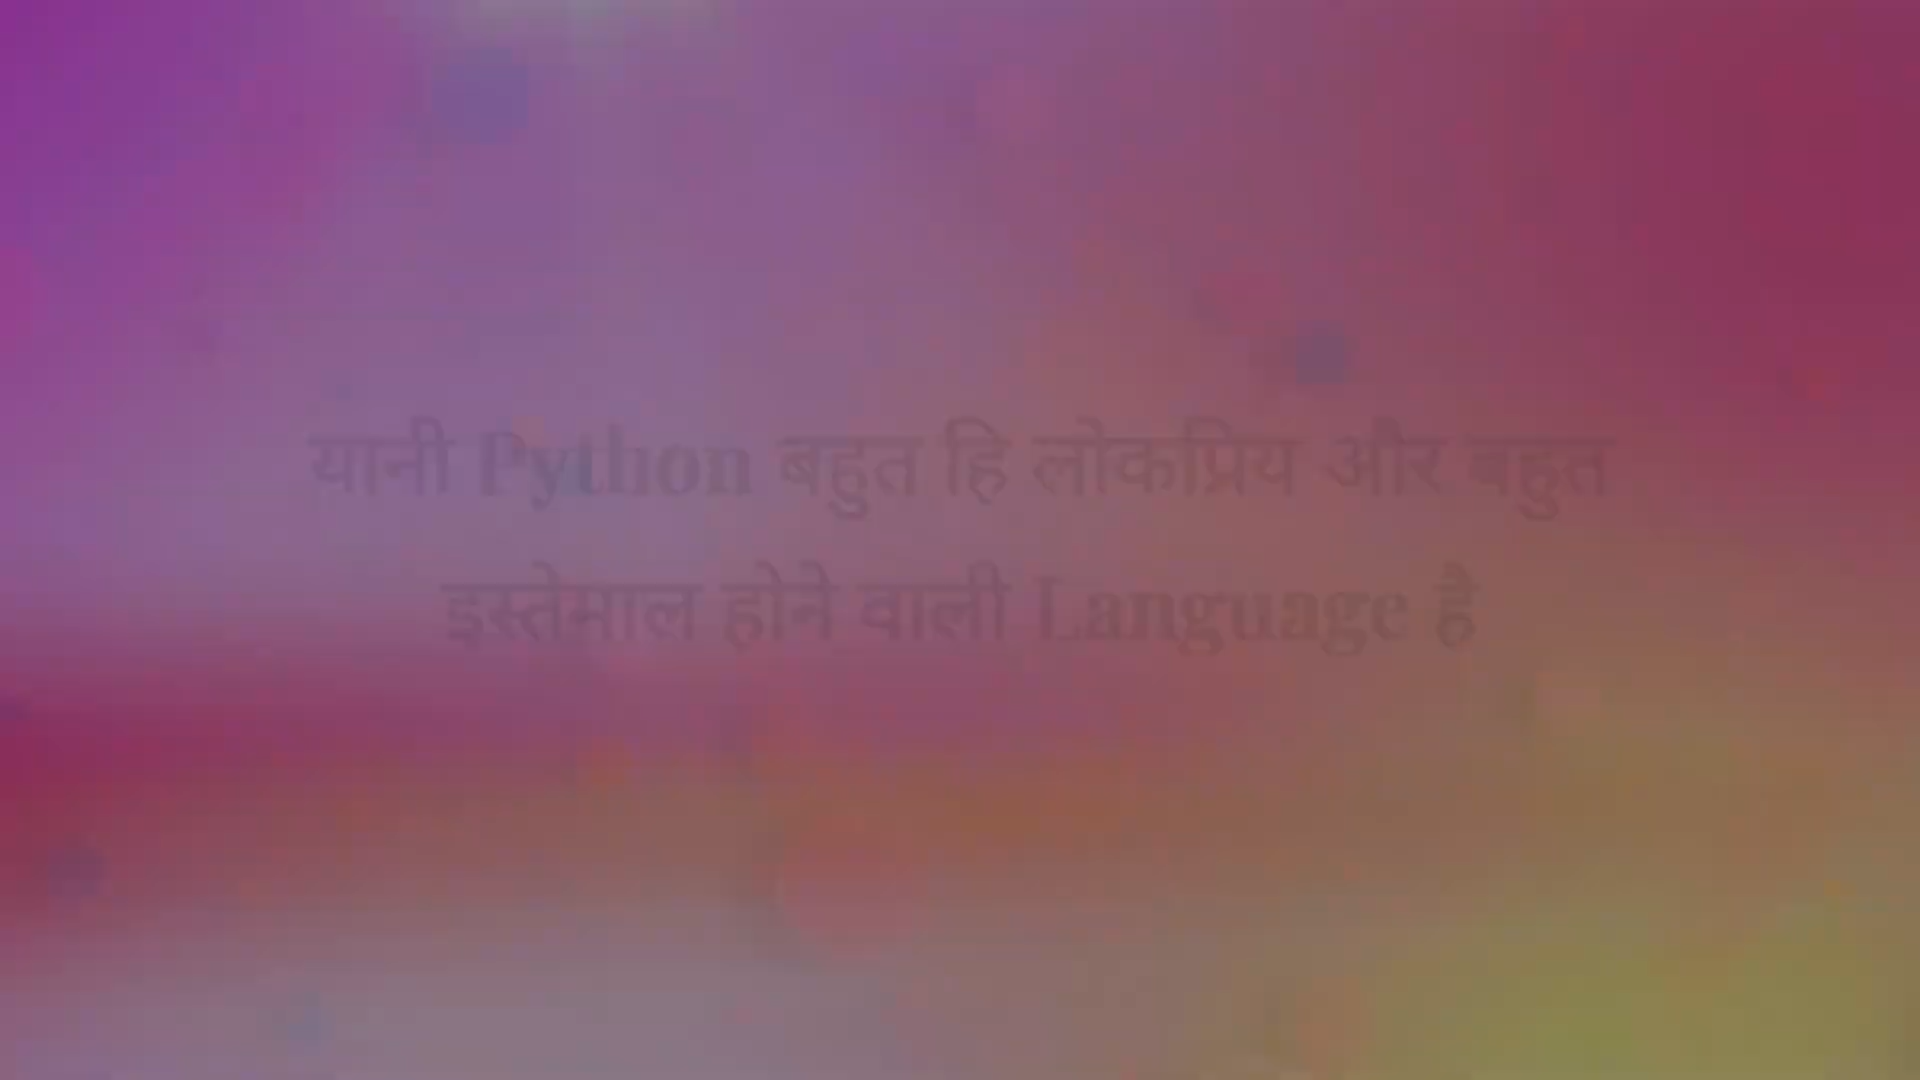 यानी Python बहुत हि लोकप्रिय और बहुत
इस्तेमाल होने वाली Language है